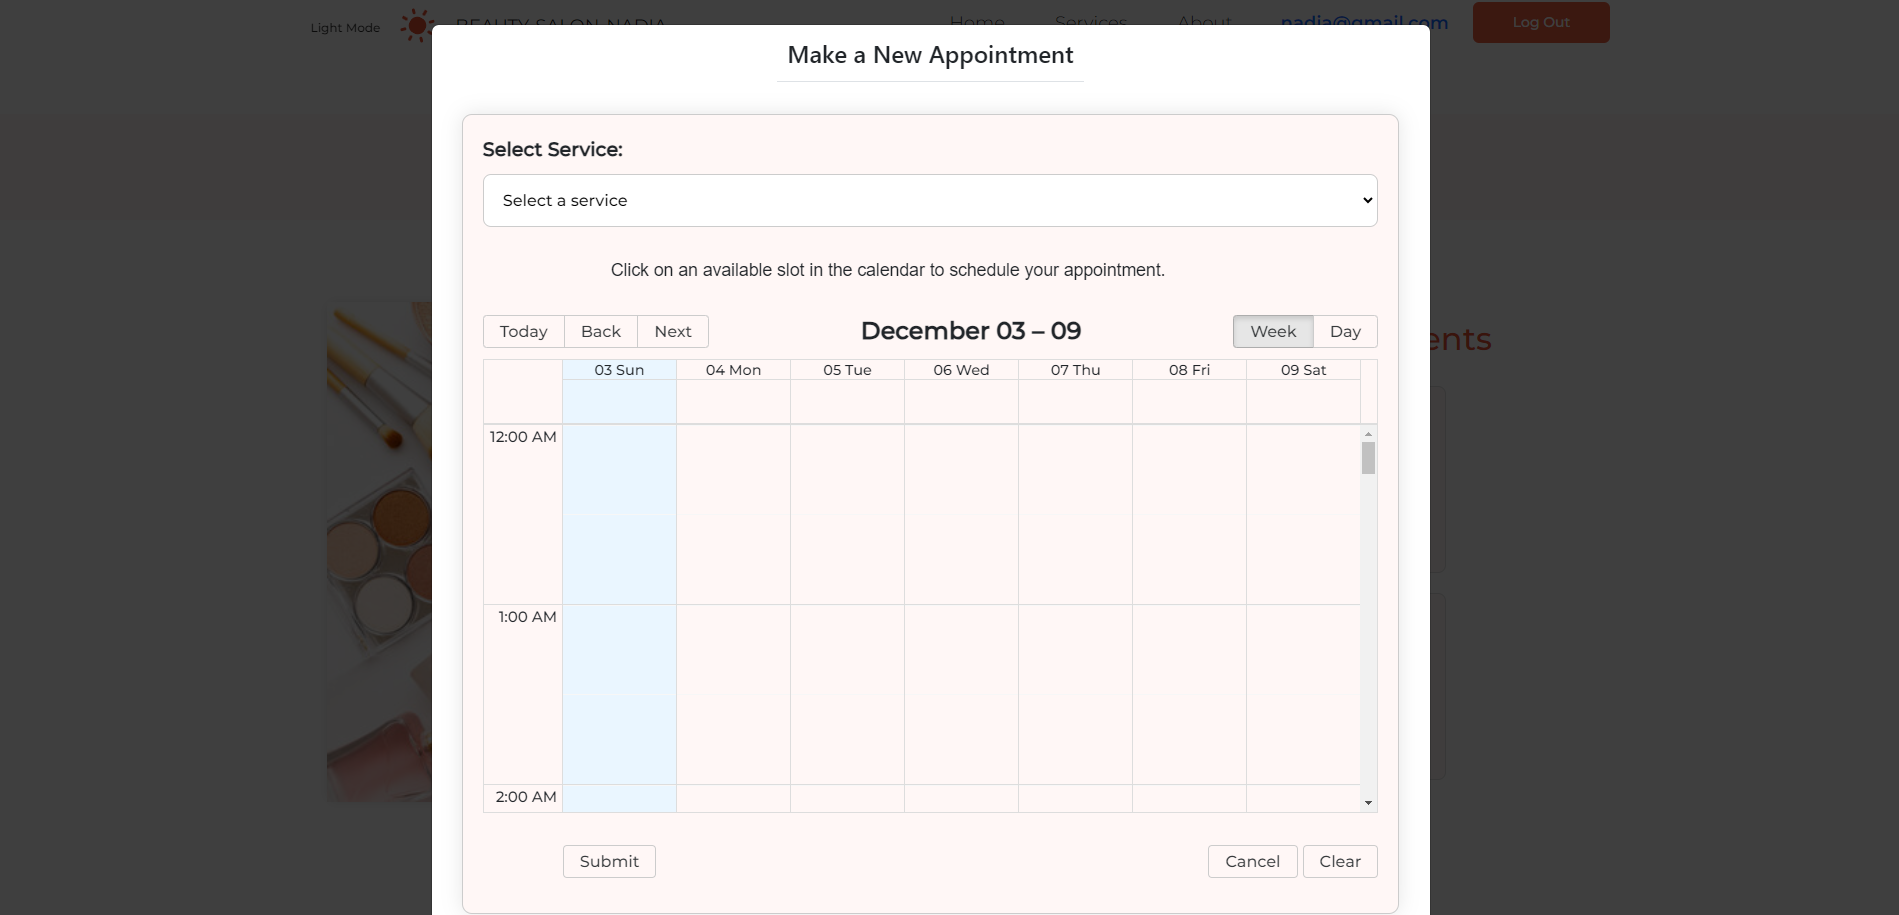 Light Mode
BEAUTY SALON NADIA
Home Services About nadia@gmail.com Log Out
Make a New Appointment
Select Service:
Select a service
Click on an available slot in the calendar to schedule your appointment.
Today Back Next December 03 – 09 Week Day
03 Sun 04 Mon 05 Tue 06 Wed 07 Thu 08 Fri 09 Sat
ents
12:00 AM
1:00 AM
2:00 AM
Submit Cancel Clear